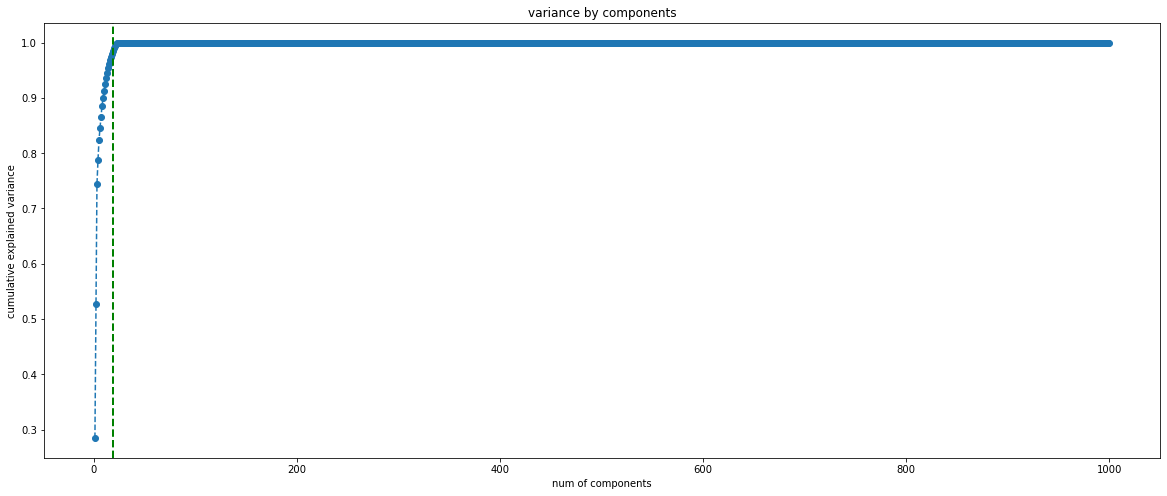 variance by components
1.0
0.9
0.8
0.7
0.6
0.5
0.4
0.3
cumulative explained variance
0 200 400 600 800 1000
num of components